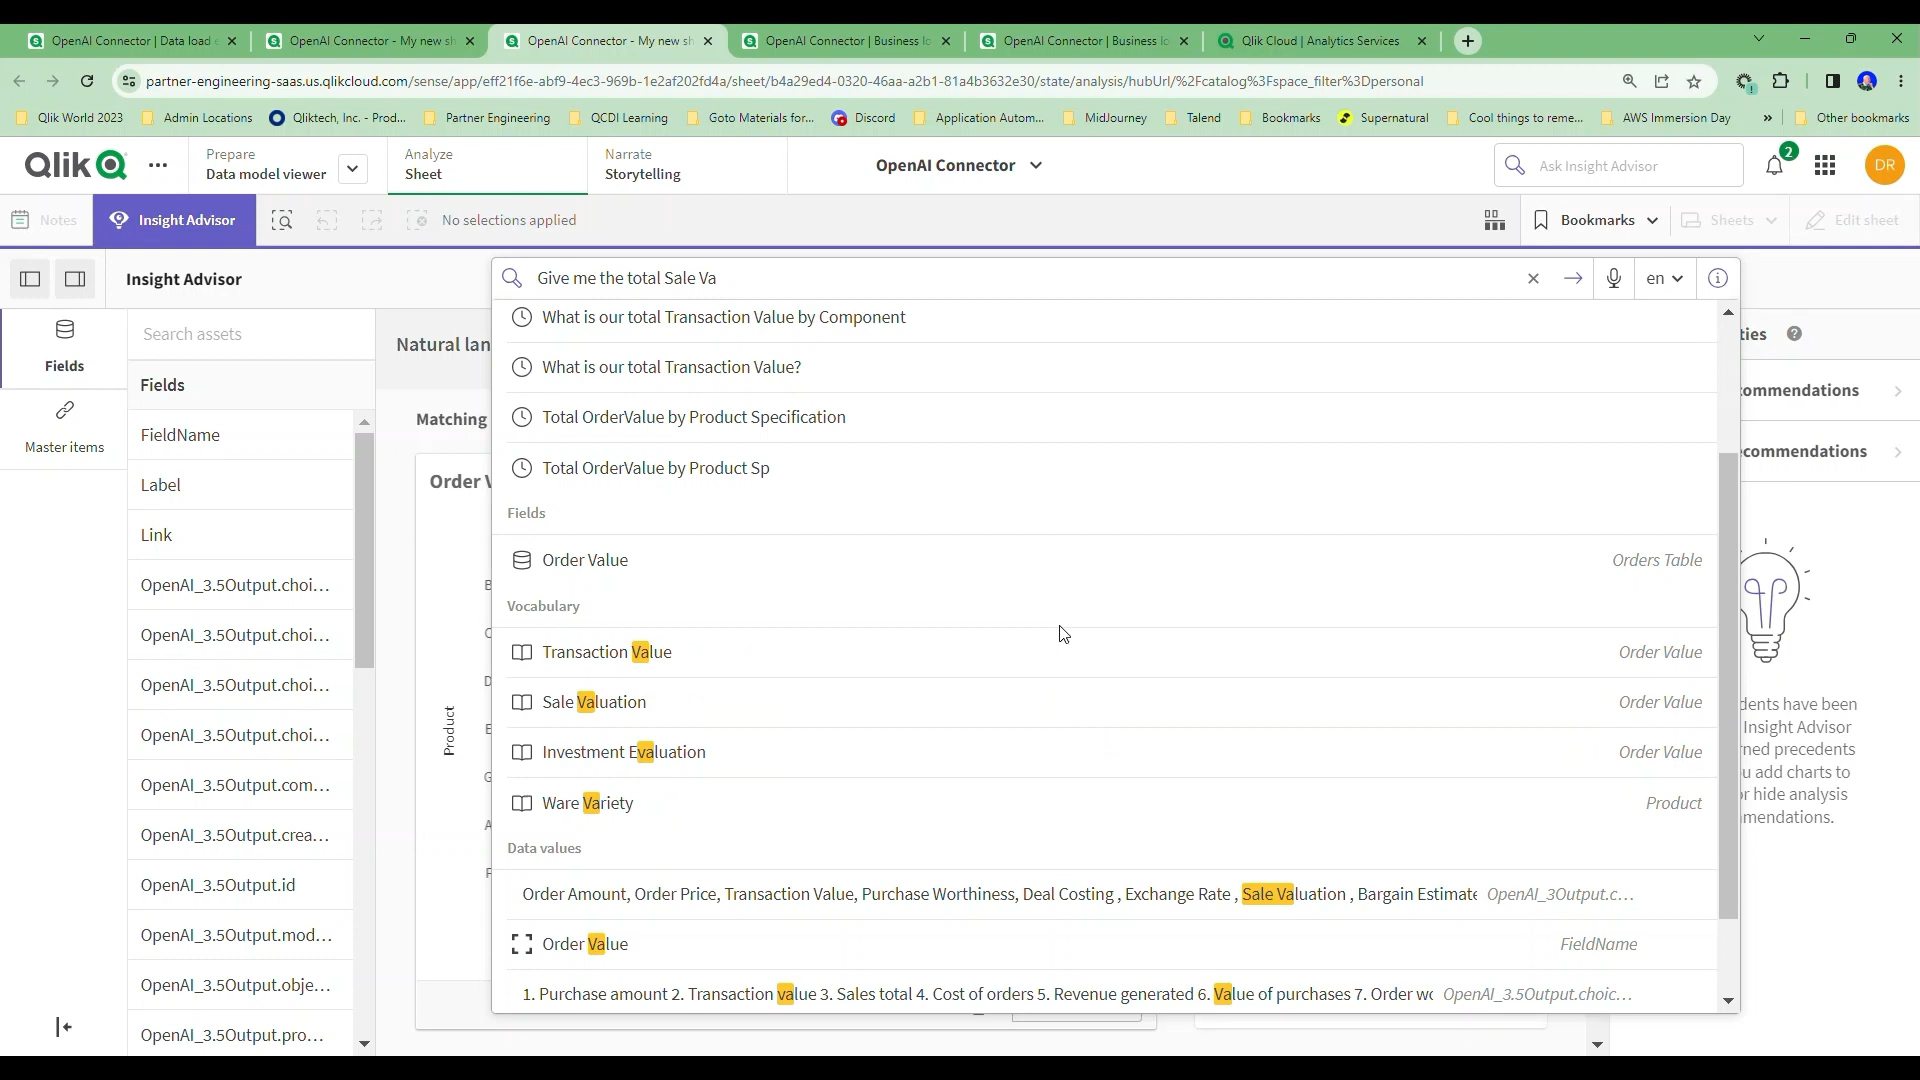 OpenAI Connector | Data load e
OpenAI Connector - My new sh
OpenAI Connector - My new sh
OpenAI Connector | Business lo
OpenAI Connector | Business lo
Qlik Cloud | Analytics Services
partner-engineering-saas.us.qlikcloud.com/sense/app/eff21f6e-abf9-4ec3-969b-1e2af202fd4a/sheet/b4a29ed4-0320-46aa-a2b1-81a4b3632e30/state/analysis/hubUrl/%2Fcatalog%3Fspace_filter%3Dpersonal
Qlik World 2023
Admin Locations
Qliktech, Inc. - Prod...
Partner Engineering
QCDI Learning
Goto Materials for...
Discord
Application Autom...
MidJourney
Talend
Bookmarks
Supernatural
Cool things to reme...
AWS Immersion Day
»
Other bookmarks
Qlik
Prepare
Data model viewer
Analyze
Sheet
Narrate
Storytelling
OpenAI Connector
Ask Insight Advisor
2
DR
Notes
Insight Advisor
No selections applied
Bookmarks
Sheets
Edit sheet
Insight Advisor
Give me the total Sale Va
en
Fields
Master items
Search assets
Fields
FieldName
Label
Link
OpenAI_3.5Output.choi...
OpenAI_3.5Output.choi...
OpenAI_3.5Output.choi...
OpenAI_3.5Output.choi...
OpenAI_3.5Output.com...
OpenAI_3.5Output.crea...
OpenAI_3.5Output.id
OpenAI_3.5Output.mod...
OpenAI_3.5Output.obje...
OpenAI_3.5Output.pro...
Natural lan
Matching
Order V
Product
What is our total Transaction Value by Component
What is our total Transaction Value?
Total OrderValue by Product Specification
Total OrderValue by Product Sp
Fields
Order Value Orders Table
Vocabulary
Transaction Value Order Value
Sale Valuation Order Value
Investment Evaluation Order Value
Ware Variety Product
Data values
Order Amount, Order Price, Transaction Value, Purchase Worthiness, Deal Costing , Exchange Rate , Sale Valuation , Bargain Estimate OpenAI_3Output.c...
Order Value FieldName
1. Purchase amount 2. Transaction value 3. Sales total 4. Cost of orders 5. Revenue generated 6. Value of purchases 7. Order wo OpenAI_3.5Output.choic...
ties
commendations
commendations
dents have been
Insight Advisor
rned precedents
u add charts to
or hide analysis
mendations.